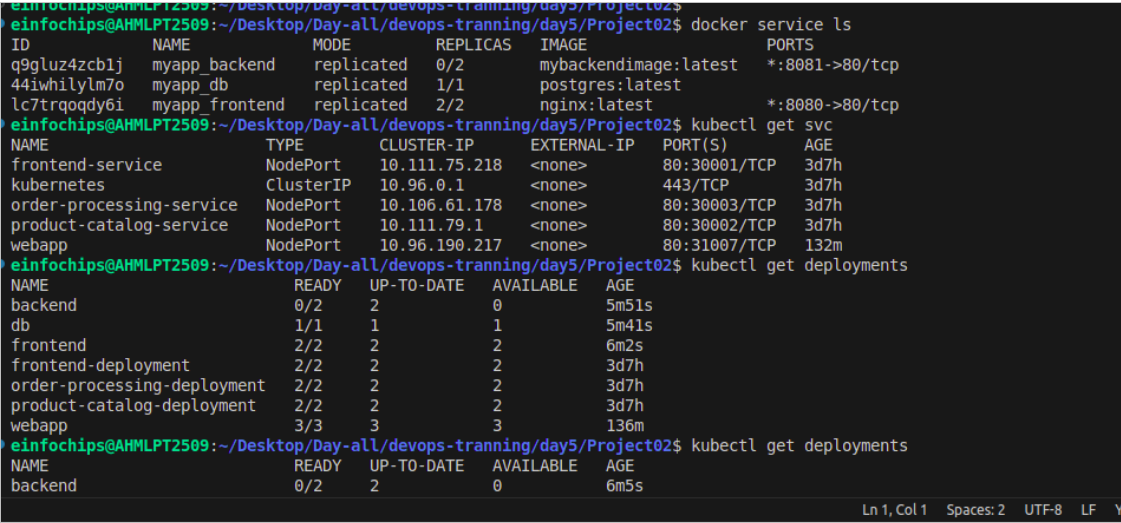 einfochips@AHMLPT2509:~/Desktop/Day-all/devops-tranning/day5/Project02$
einfochips@AHMLPT2509:~/Desktop/Day-all/devops-tranning/day5/Project02$ docker service ls
ID NAME MODE REPLICAS IMAGE PORTS
q9gluz4zcb1j myapp_backend replicated 0/2 mybackendimage:latest *:8081->80/tcp
44iwhilylm7o myapp_db replicated 1/1 postgres:latest
lc7trqoqdy6i myapp_frontend replicated 2/2 nginx:latest *:8080->80/tcp
einfochips@AHMLPT2509:~/Desktop/Day-all/devops-tranning/day5/Project02$ kubectl get svc
NAME TYPE CLUSTER-IP EXTERNAL-IP PORT(S) AGE
frontend-service NodePort 10.111.75.218 <none> 80:30001/TCP 3d7h
kubernetes ClusterIP 10.96.0.1 <none> 443/TCP 3d7h
order-processing-service NodePort 10.106.61.178 <none> 80:30003/TCP 3d7h
product-catalog-service NodePort 10.111.79.1 <none> 80:30002/TCP 3d7h
webapp NodePort 10.96.190.217 <none> 80:31007/TCP 132m
einfochips@AHMLPT2509:~/Desktop/Day-all/devops-tranning/day5/Project02$ kubectl get deployments
NAME READY UP-TO-DATE AVAILABLE AGE
backend 0/2 2 0 5m51s
db 1/1 1 1 5m41s
frontend 2/2 2 2 6m2s
frontend-deployment 2/2 2 2 3d7h
order-processing-deployment 2/2 2 2 3d7h
product-catalog-deployment 2/2 2 2 3d7h
webapp 3/3 3 3 136m
einfochips@AHMLPT2509:~/Desktop/Day-all/devops-tranning/day5/Project02$ kubectl get deployments
NAME READY UP-TO-DATE AVAILABLE AGE
backend 0/2 2 0 6m5s
Ln 1, Col 1 Spaces: 2 UTF-8 LF